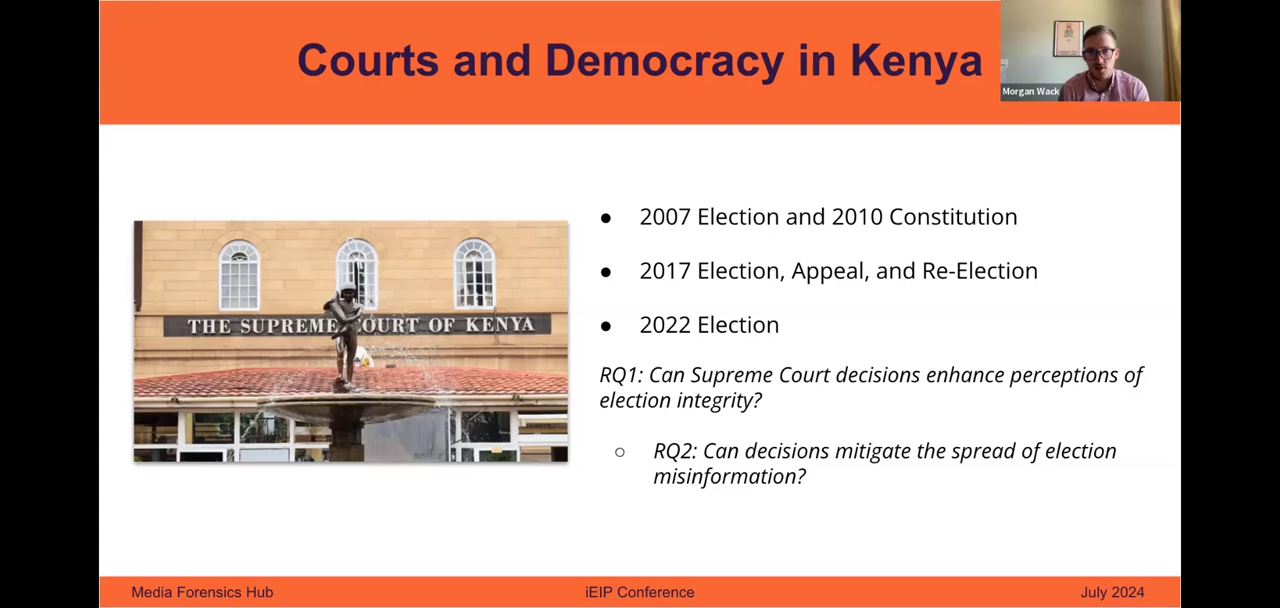 Courts and Democracy in Kenya
Morgan Wack
THE SUPREME COURT OF KENYA
● 2007 Election and 2010 Constitution
● 2017 Election, Appeal, and Re-Election
● 2022 Election
RQ1: Can Supreme Court decisions enhance perceptions of
election integrity?
○ RQ2: Can decisions mitigate the spread of election
misinformation?
Media Forensics Hub
iEIP Conference
July 2024